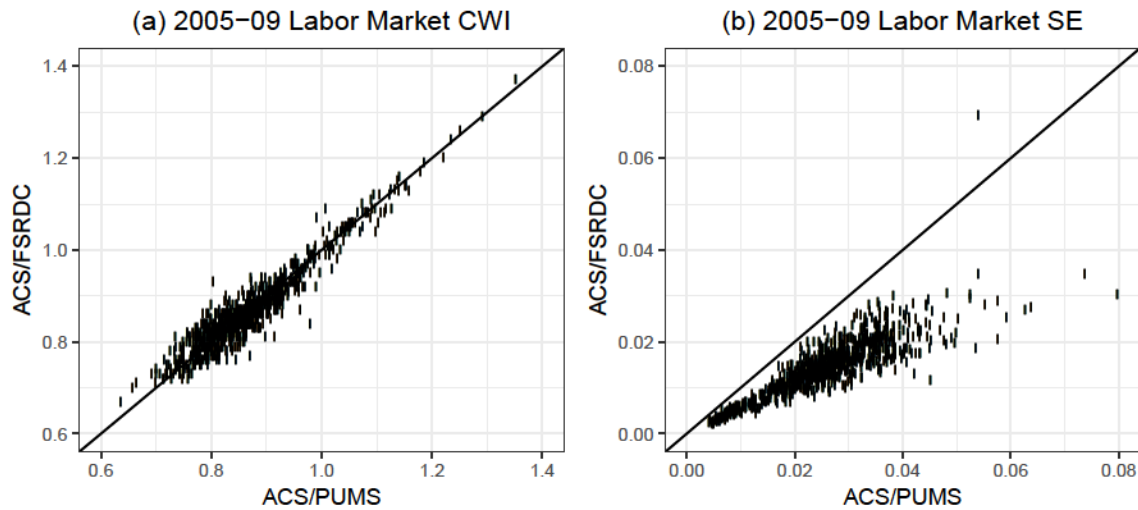 (a) 2005−09 Labor Market CWI
1.4
1.2
1.0
0.8
0.6
ACS/FSRDC
0.6 0.8 1.0 1.2 1.4
ACS/PUMS
(b) 2005−09 Labor Market SE
0.08
0.06
0.04
0.02
0.00
ACS/FSRDC
0.00 0.02 0.04 0.06 0.08
ACS/PUMS